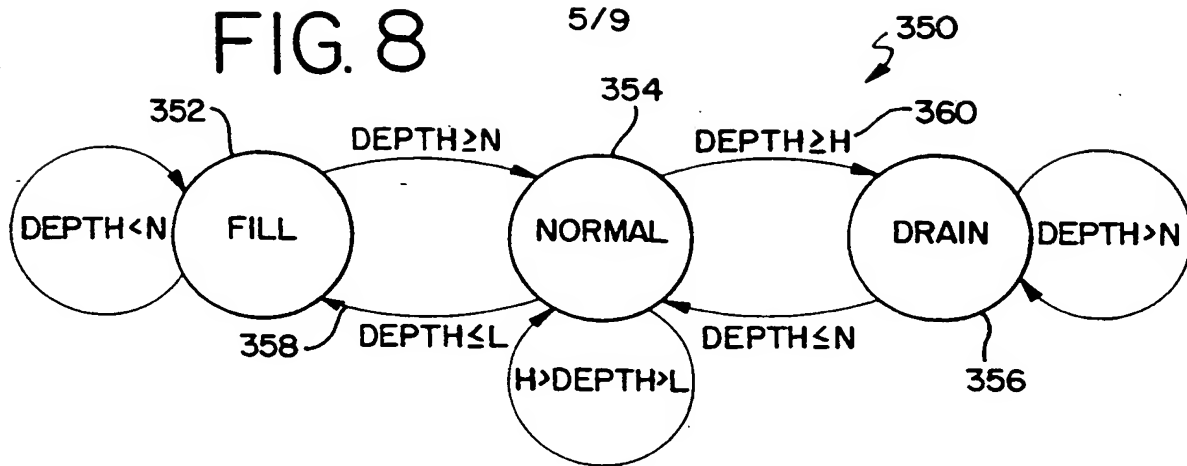 FIG. 8
5/9
350
352
354
360
DEPTH≥N
DEPTH≥H
DEPTH<N
FILL
NORMAL
DRAIN
DEPTH>N
358
DEPTH≤L
DEPTH≤N
H>DEPTH>L
356